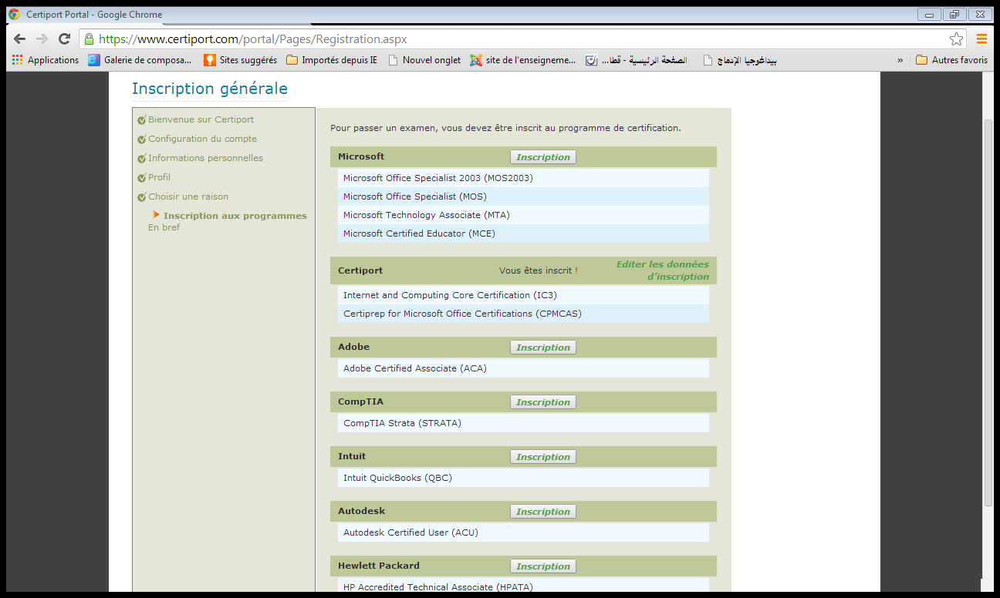 Certiport Portal - Google Chrome
https://www.certiport.com/portal/Pages/Registration.aspx
Applications Galerie de composa... Sites suggérés Importés depuis IE Nouvel onglet site de l'enseigneme... الصفحة الرئيسية - قطا... بيداغوجيا الإدماج » Autres favoris
Inscription générale
Bienvenue sur Certiport
Configuration du compte
Informations personnelles
Profil
Choisir une raison
Inscription aux programmes
En bref
Pour passer un examen, vous devez être inscrit au programme de certification.
Microsoft Inscription
Microsoft Office Specialist 2003 (MOS2003)
Microsoft Office Specialist (MOS)
Microsoft Technology Associate (MTA)
Microsoft Certified Educator (MCE)
Certiport Vous êtes inscrit ! Editer les données
d’inscription
Internet and Computing Core Certification (IC3)
Certiprep for Microsoft Office Certifications (CPMCAS)
Adobe Inscription
Adobe Certified Associate (ACA)
CompTIA Inscription
CompTIA Strata (STRATA)
Intuit Inscription
Intuit QuickBooks (QBC)
Autodesk Inscription
Autodesk Certified User (ACU)
Hewlett Packard Inscription
HP Accredited Technical Associate (HPATA)